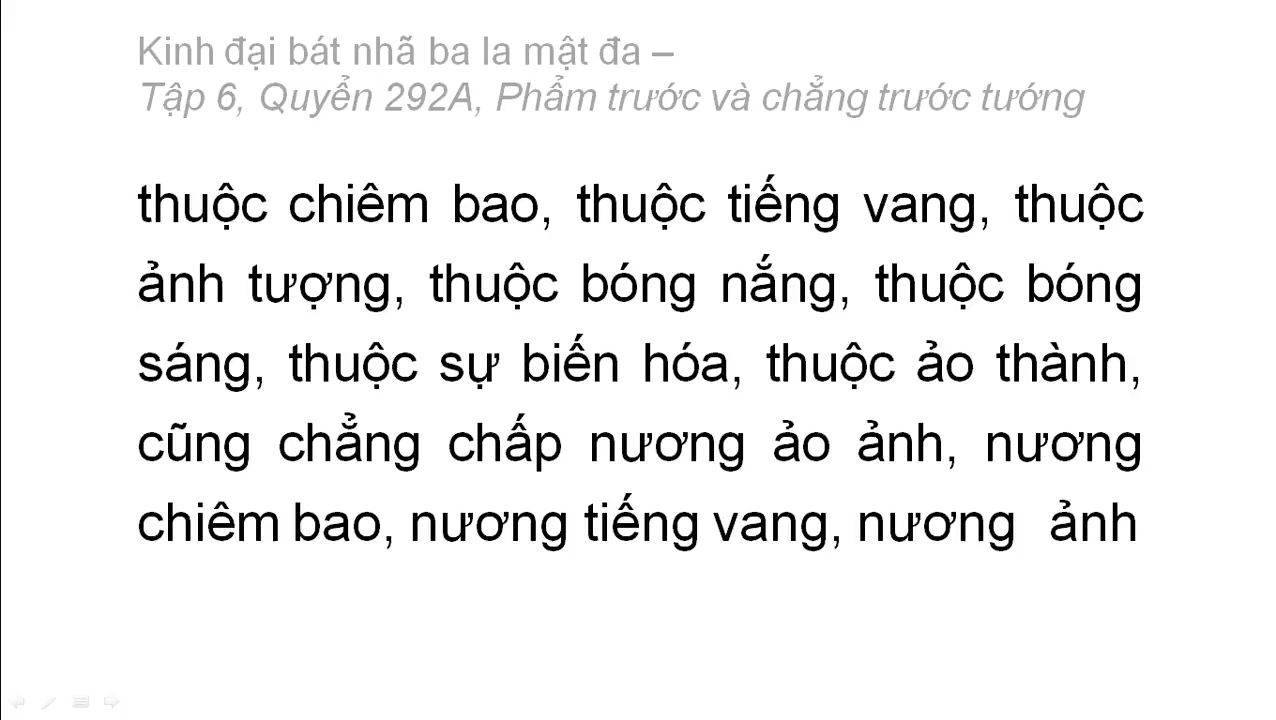 Kinh đại bát nhã ba la mật đa –
Tập 6, Quyển 292A, Phẩm trước và chẳng trước tướng
thuộc chiêm bao, thuộc tiếng vang, thuộc
ảnh tượng, thuộc bóng nắng, thuộc bóng
sáng, thuộc sự biến hóa, thuộc ảo thành,
cũng chẳng chấp nương ảo ảnh, nương
chiêm bao, nương tiếng vang, nương ảnh